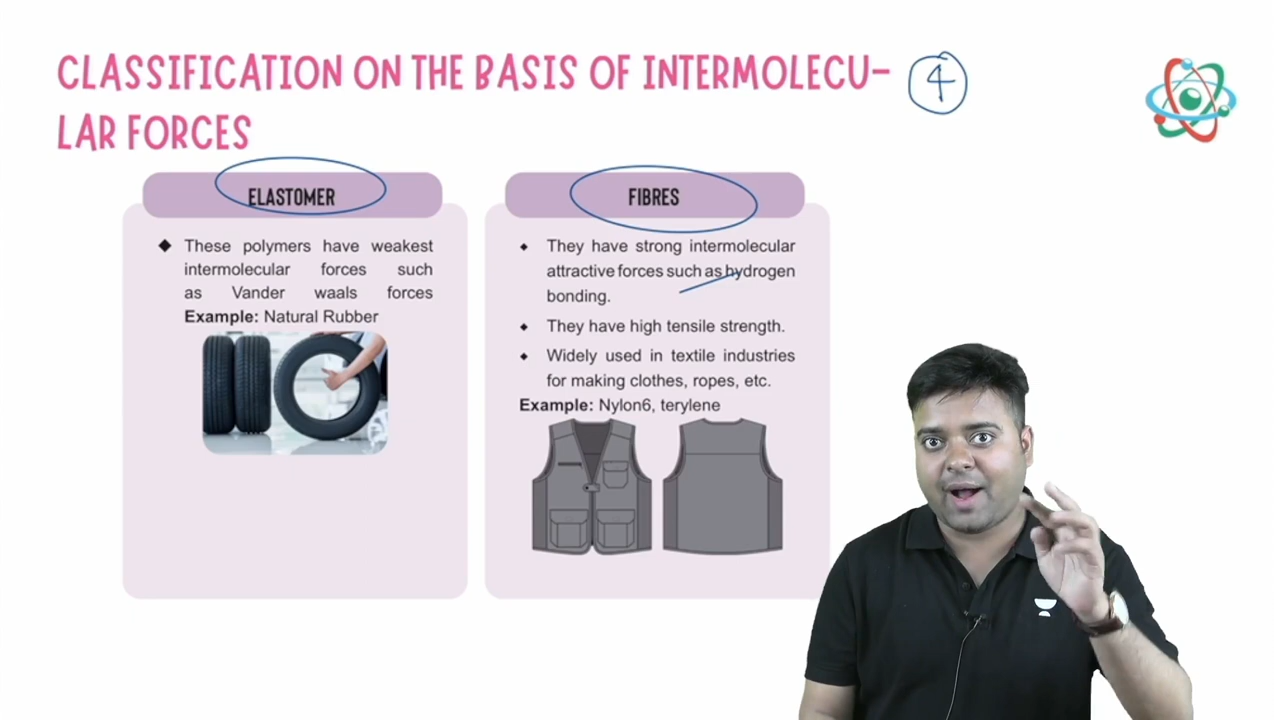 CLASSIFICATION ON THE BASIS OF INTERMOLECU- 4
LAR FORCES
ELASTOMER
◆ These polymers have weakest
intermolecular forces such
as Vander waals forces
Example: Natural Rubber
FIBRES
◆ They have strong intermolecular
attractive forces such as hydrogen
bonding.
◆ They have high tensile strength.
◆ Widely used in textile industries
for making clothes, ropes, etc.
Example: Nylon6, terylene